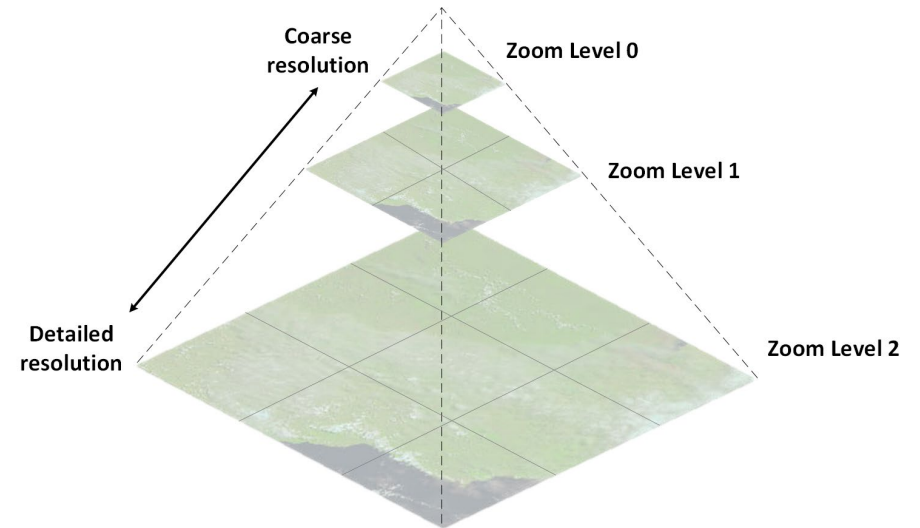 Coarse
resolution
Zoom Level 0
Zoom Level 1
Detailed
resolution
Zoom Level 2